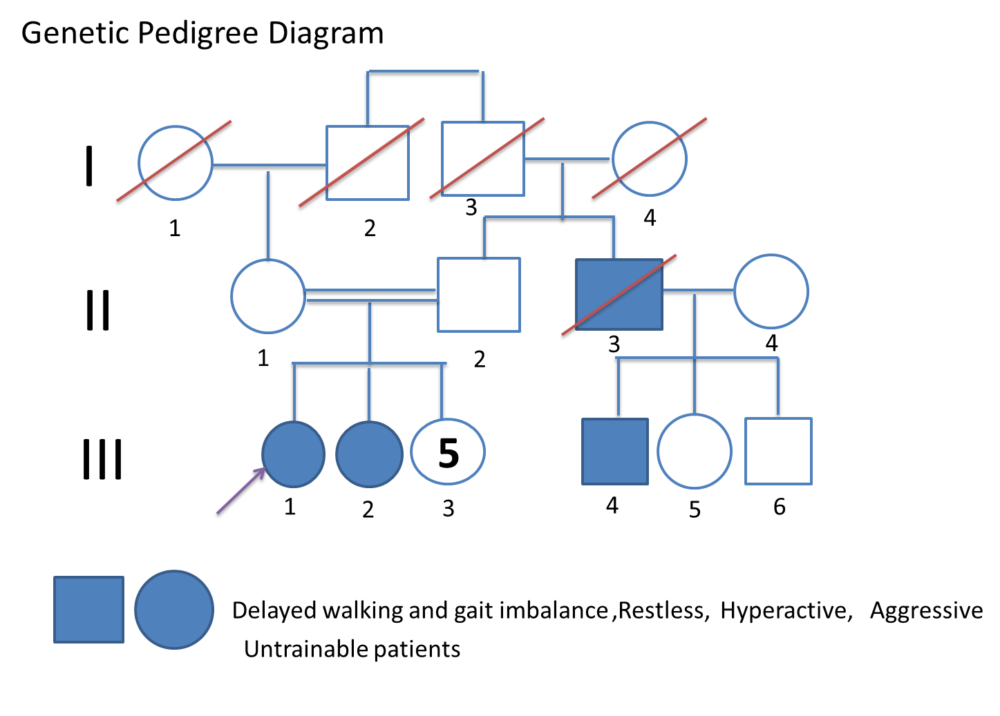 Genetic Pedigree Diagram
I
1 2 3 4
II
1 2 3 4
5
III
1 2 3 4 5 6
Delayed walking and gait imbalance ,Restless, Hyperactive, Aggressive
Untrainable patients